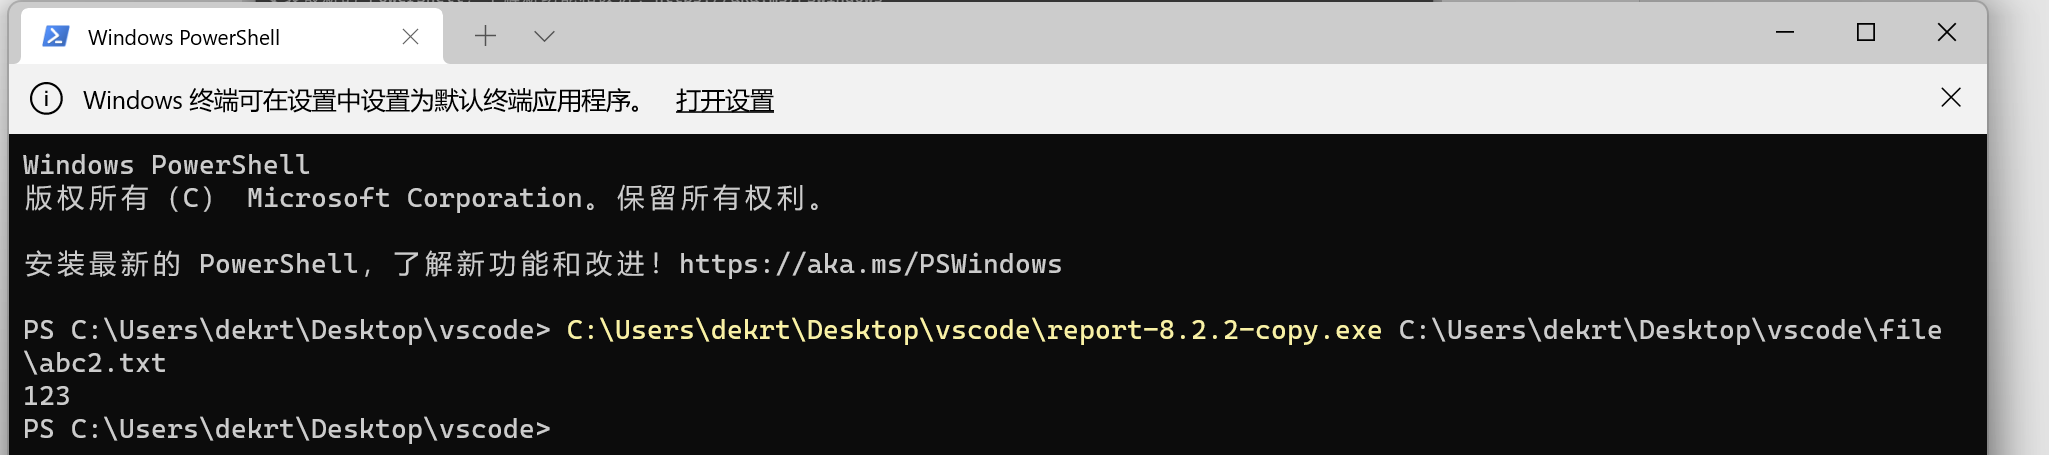 Windows PowerShell
Windows 终端可在设置中设置为默认终端应用程序。 打开设置
Windows PowerShell
版权所有（C） Microsoft Corporation。保留所有权利。
安装最新的 PowerShell，了解新功能和改进！https://aka.ms/PSWindows
PS C:\Users\dekrt\Desktop\vscode> C:\Users\dekrt\Desktop\vscode\report-8.2.2-copy.exe C:\Users\dekrt\Desktop\vscode\file
\abc2.txt
123
PS C:\Users\dekrt\Desktop\vscode>